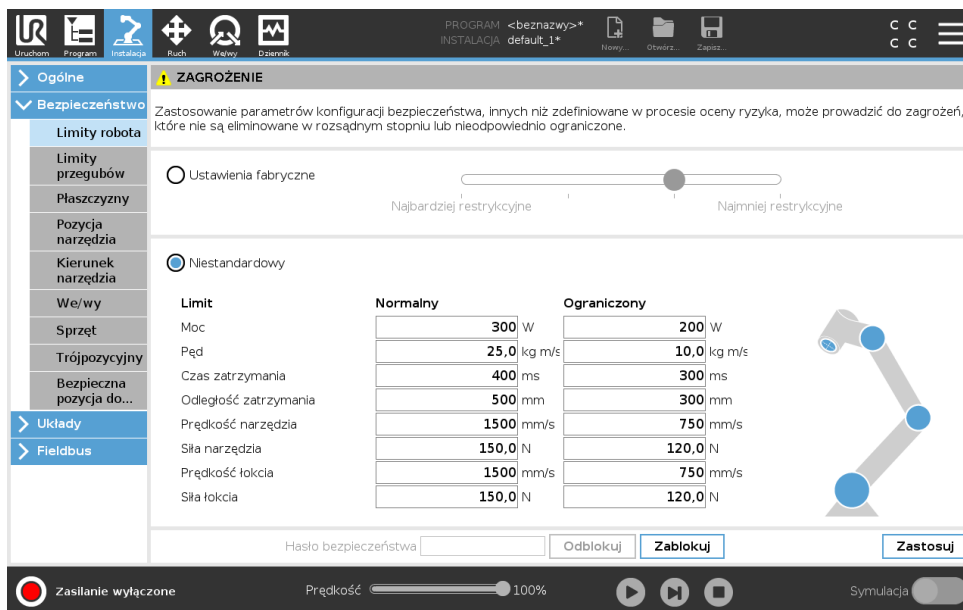 PROGRAM <beznazwy>*
INSTALACJA default_1*
Uruchom
Program
Instalacja
Ruch
We/wy
Dziennik
Nowy...
Otwórz...
Zapisz...
C C
C C
Ogólne
Bezpieczeństwo
Limity robota
Limity
przegubów
Płaszczyzny
Pozycja
narzędzia
Kierunek
narzędzia
We/wy
Sprzęt
Trójpozycyjny
Bezpieczna
pozycja do...
Układy
Fieldbus
ZAGROŻENIE
Zastosowanie parametrów konfiguracji bezpieczeństwa, innych niż zdefiniowane w procesie oceny ryzyka, może prowadzić do zagrożeń,
które nie są eliminowane w rozsądnym stopniu lub nieodpowiednio ograniczone.
Ustawienia fabryczne
Najbardziej restrykcyjne
Najmniej restrykcyjne
Niestandardowy
Limit Normalny Ograniczony
Moc 300 W 200 W
Pęd 25,0 kg m/s 10,0 kg m/s
Czas zatrzymania 400 ms 300 ms
Odległość zatrzymania 500 mm 300 mm
Prędkość narzędzia 1500 mm/s 750 mm/s
Siła narzędzia 150,0 N 120,0 N
Prędkość łokcia 1500 mm/s 750 mm/s
Siła łokcia 150,0 N 120,0 N
Hasło bezpieczeństwa Odblokuj Zablokuj Zastosuj
Zasilanie wyłączone Prędkość 100% Symulacja